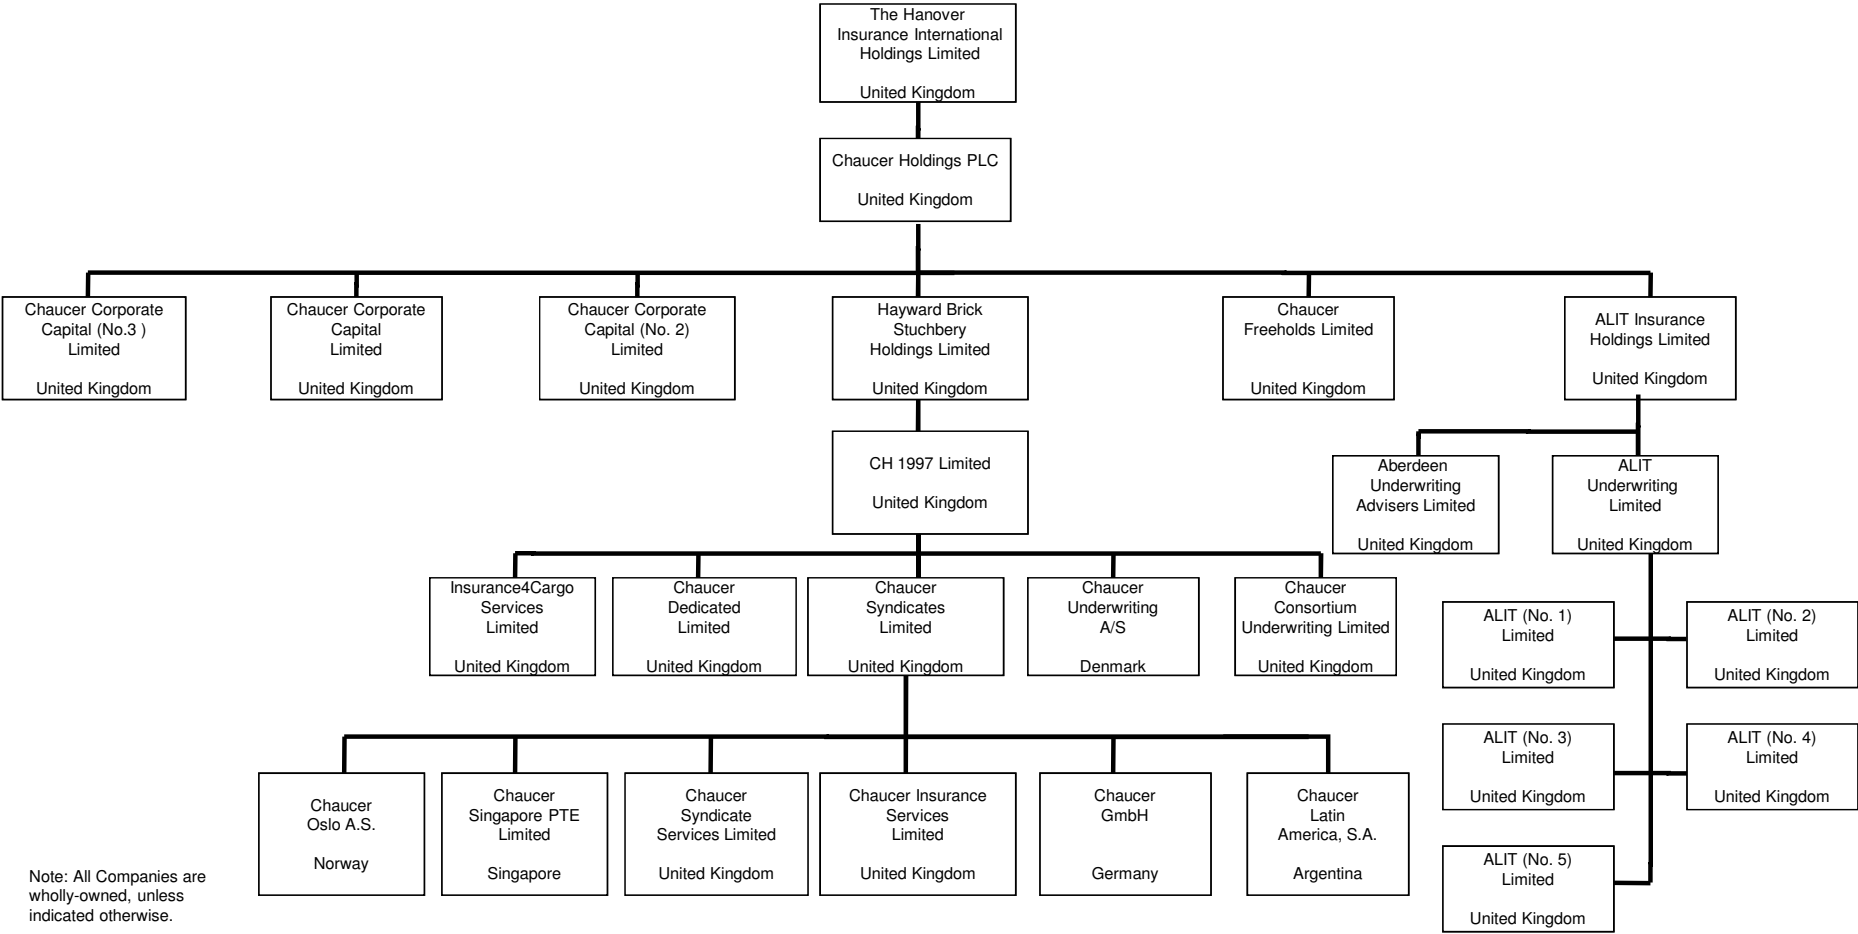 The Hanover
Insurance International
Holdings Limited
United Kingdom
Chaucer Holdings PLC
United Kingdom
Chaucer Corporate
Capital (No.3 )
Limited
United Kingdom
Chaucer Corporate
Capital
Limited
United Kingdom
Chaucer Corporate
Capital (No. 2)
Limited
United Kingdom
Hayward Brick
Stuchbery
Holdings Limited
United Kingdom
Chaucer
Freeholds Limited
United Kingdom
ALIT Insurance
Holdings Limited
United Kingdom
CH 1997 Limited
United Kingdom
Aberdeen
Underwriting
Advisers Limited
United Kingdom
ALIT
Underwriting
Limited
United Kingdom
Insurance4Cargo
Services
Limited
United Kingdom
Chaucer
Dedicated
Limited
United Kingdom
Chaucer
Syndicates
Limited
United Kingdom
Chaucer
Underwriting
A/S
Denmark
Chaucer
Consortium
Underwriting Limited
United Kingdom
ALIT (No. 1)
Limited
United Kingdom
ALIT (No. 2)
Limited
United Kingdom
ALIT (No. 3)
Limited
United Kingdom
ALIT (No. 4)
Limited
United Kingdom
Chaucer
Oslo A.S.
Norway
Chaucer
Singapore PTE
Limited
Singapore
Chaucer
Syndicate
Services Limited
United Kingdom
Chaucer Insurance
Services
Limited
United Kingdom
Chaucer
GmbH
Germany
Chaucer
Latin
America, S.A.
Argentina
ALIT (No. 5)
Limited
United Kingdom
Note: All Companies are
wholly-owned, unless
indicated otherwise.